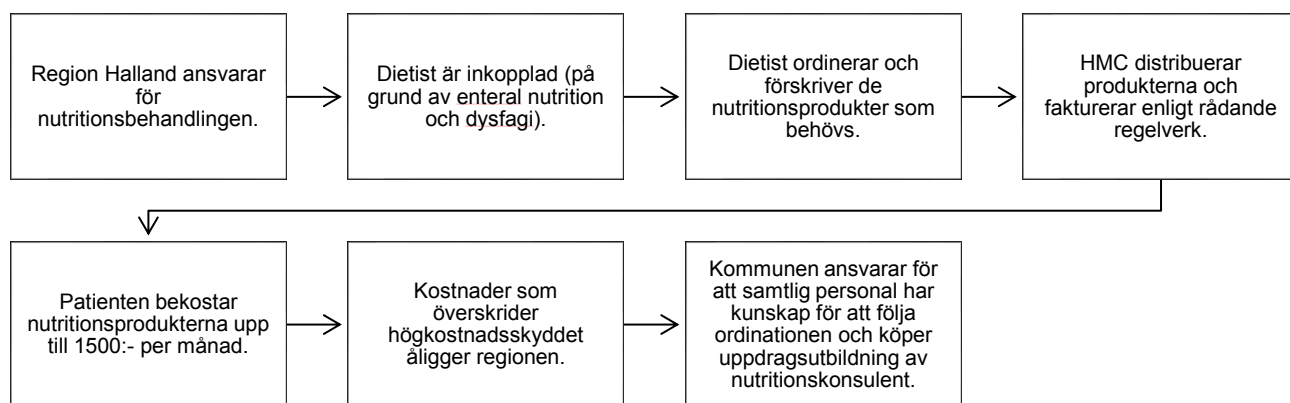 Region Halland ansvarar
för
nutritionsbehandlingen.
Dietist är inkopplad (på
grund av enteral nutrition
och dysfagi).
Dietist ordinerar och
förskriver de
nutritionsprodukter som
behövs.
HMC distribuerar
produkterna och
fakturerar enligt rådande
regelverk.
Patienten bekostar
nutritionsprodukterna upp
till 1500:- per månad.
Kostnader som
överskrider
högkostnadsskyddet
åligger regionen.
Kommunen ansvarar för
att samtlig personal har
kunskap för att följa
ordinationen och köper
uppdragsutbildning av
nutritionskonsulent.